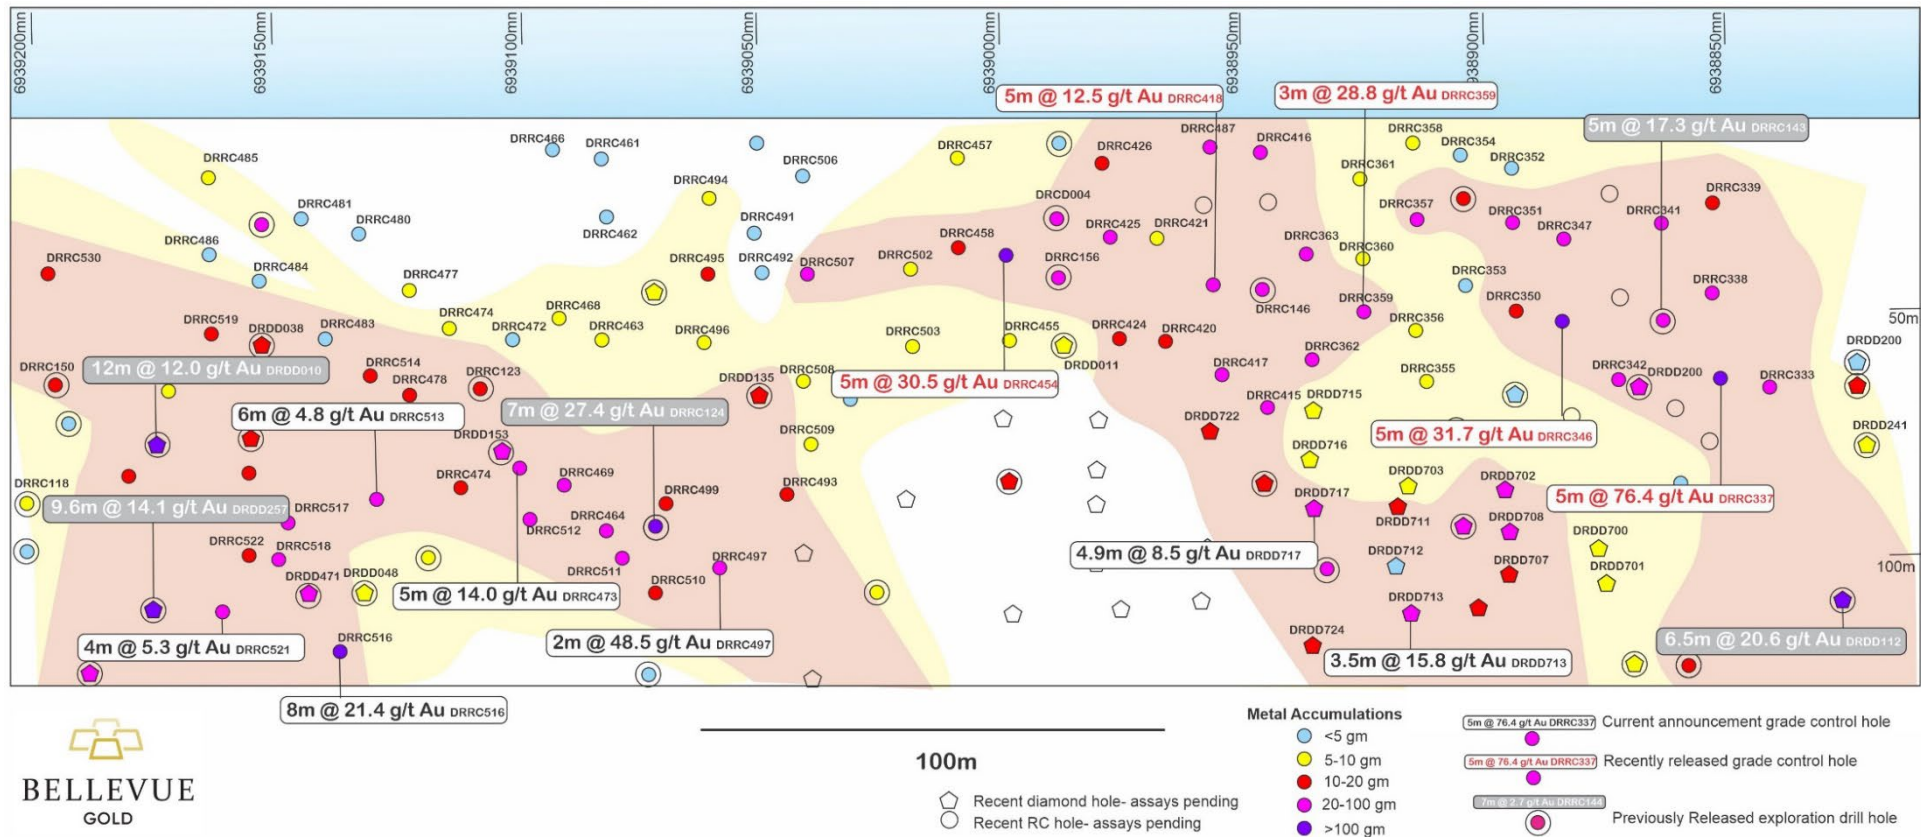 6939200mn
6939150mn
6939100mn
6939050mn
6939000mn
6938950mn
6938900mn
6938850mn
5m @ 12.5 g/t Au DRRC418
3m @ 28.8 g/t Au DRRC359
5m @ 17.3 g/t Au DRRC143
DRRC485
DRRC466
DRRC461
DRRC506
DRRC457
DRRC426
DRRC487
DRRC416
DRRC358
DRRC354
DRRC352
DRRC361
DRRC339
DRRC481
DRRC480
DRRC494
DRRC462
DRRC491
DRCD004
DRRC425
DRRC421
DRRC357
DRRC351
DRRC347
DRRC341
DRRC486
DRRC484
DRRC530
DRRC477
DRRC495
DRRC492
DRRC507
DRRC502
DRRC458
DRRC156
DRRC363
DRRC360
DRRC353
DRRC338
DRRC519
DRDD038
DRRC483
DRRC474
DRRC472
DRRC468
DRRC463
DRRC496
DRRC503
DRRC455
DRDD011
DRRC424
DRRC420
DRRC146
DRRC359
DRRC356
DRRC350
50m
DRRC150
12m @ 12.0 g/t Au DRDD010
DRRC514
DRRC478
DRRC123
DRDD135
DRRC508
5m @ 30.5 g/t Au DRRC454
DRRC417
DRRC362
DRRC355
DRRC342
DRDD200
DRRC333
DRDD200
6m @ 4.8 g/t Au DRRC513
7m @ 27.4 g/t Au DRRC124
DRRC415
DRDD715
DRDD722
5m @ 31.7 g/t Au DRRC346
DRDD153
DRRC509
DRDD716
DRDD241
DRRC118
DRRC474
DRRC469
DRRC499
DRRC493
DRDD703
DRDD702
5m @ 76.4 g/t Au DRRC337
9.6m @ 14.1 g/t Au DRDD257
DRRC517
DRRC512
DRRC464
DRDD717
DRDD711
DRDD708
DRRC522
DRRC518
DRRC511
DRRC497
4.9m @ 8.5 g/t Au DRDD717
DRDD712
DRDD707
DRDD700
DRDD701
100m
DRDD471
DRDD048
5m @ 14.0 g/t Au DRRC473
DRRC510
DRDD713
4m @ 5.3 g/t Au DRRC521
DRRC516
2m @ 48.5 g/t Au DRRC497
DRDD724
3.5m @ 15.8 g/t Au DRDD713
6.5m @ 20.6 g/t Au DRDD112
8m @ 21.4 g/t Au DRRC516
BELLEVUE
GOLD
100m
Recent diamond hole- assays pending
Recent RC hole- assays pending
Metal Accumulations
<5 gm
5-10 gm
10-20 gm
20-100 gm
>100 gm
5m @ 76.4 g/t Au DRRC337 Current announcement grade control hole
5m @ 76.4 g/t Au DRRC337 Recently released grade control hole
7m @ 2.7 g/t Au DRRC144
Previously Released exploration drill hole